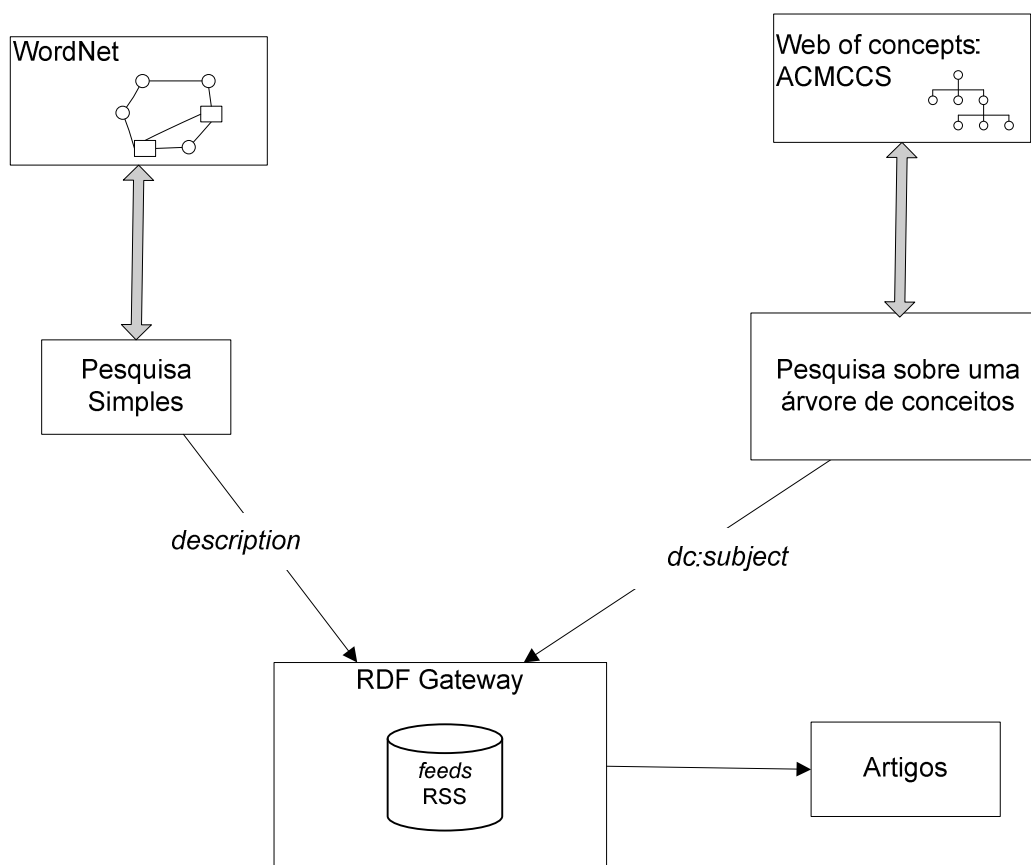 WordNet
Web of concepts:
ACMCCS
Pesquisa
Simples
Pesquisa sobre uma
árvore de conceitos
description
dc:subject
RDF Gateway
feeds
RSS
Artigos